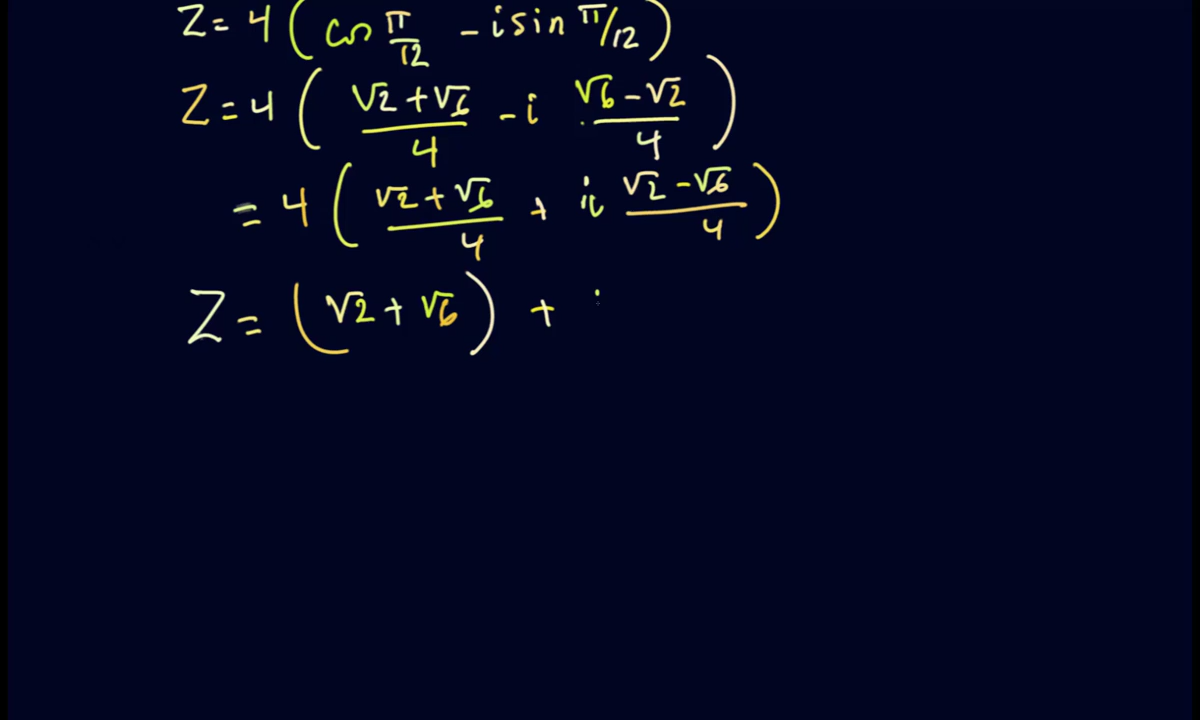 Z = 4 ( cos π/12 - i sin π/12 )
Z = 4 ( (√2 + √6)/4 - i (√6 - √2)/4 )
= 4 ( (√2 + √6)/4 + i (√2 - √6)/4 )
Z = ( √2 + √6 ) +